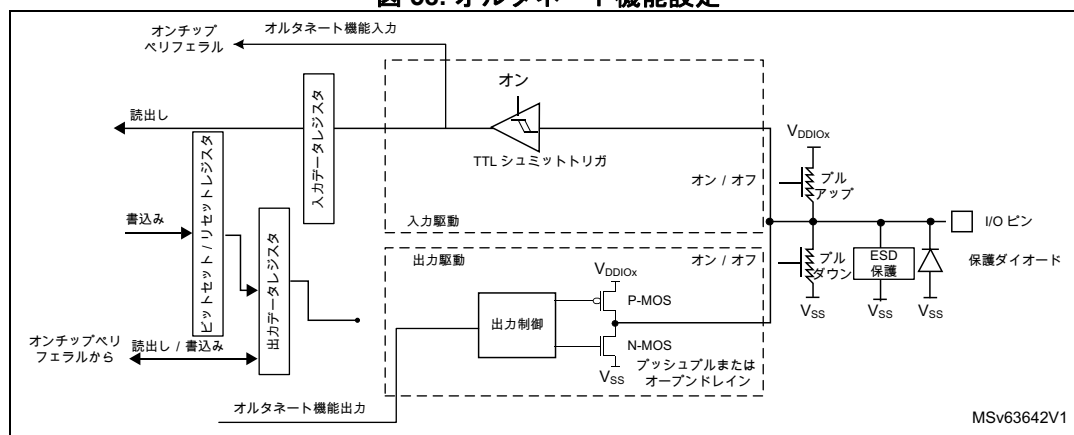 図 63. オルタネート機能設定
オンチップ
ペリフェラル
オルタネート機能入力
オン
読出し
入力データレジスタ
TTL シュミットトリガ
VDDIOx
ビットセット / リセットレジスタ
オン / オフ
プル
アップ
書込み
入力駆動
I/O ピン
出力データレジスタ
出力駆動
オン / オフ
プル
ダウン
ESD
保護
保護ダイオード
VDDIOx
P-MOS
VSS
VSS
VSS
出力制御
オンチップペリ
フェラルから
読出し / 書込み
N-MOS
VSS
プッシュプルまたは
オープンドレイン
オルタネート機能出力
MSv63642V1